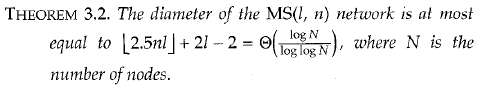 THEOREM 3.2. The diameter of the MS(l, n) network is at most
equal to ⌊2.5nl⌋ + 2l − 2 = Θ(log N / log log N), where N is the
number of nodes.